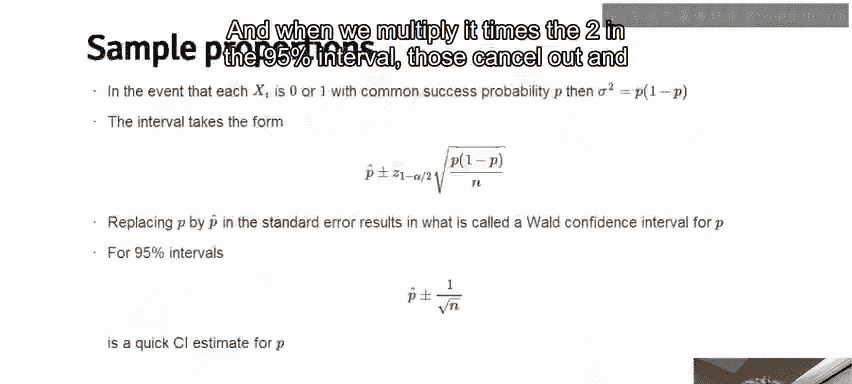 And when we multiply it times the 2 in
the 95% interval, those cancel out and
Sample proportions
· In the event that each Xᵢ is 0 or 1 with common success probability p then σ² = p(1−p)
· The interval takes the form
p̂ ± z₁₋α/₂ √(p(1 − p)/n)
· Replacing p by p̂ in the standard error results in what is called a Wald confidence interval for p
· For 95% intervals
p̂ ± 1/√n
is a quick CI estimate for p